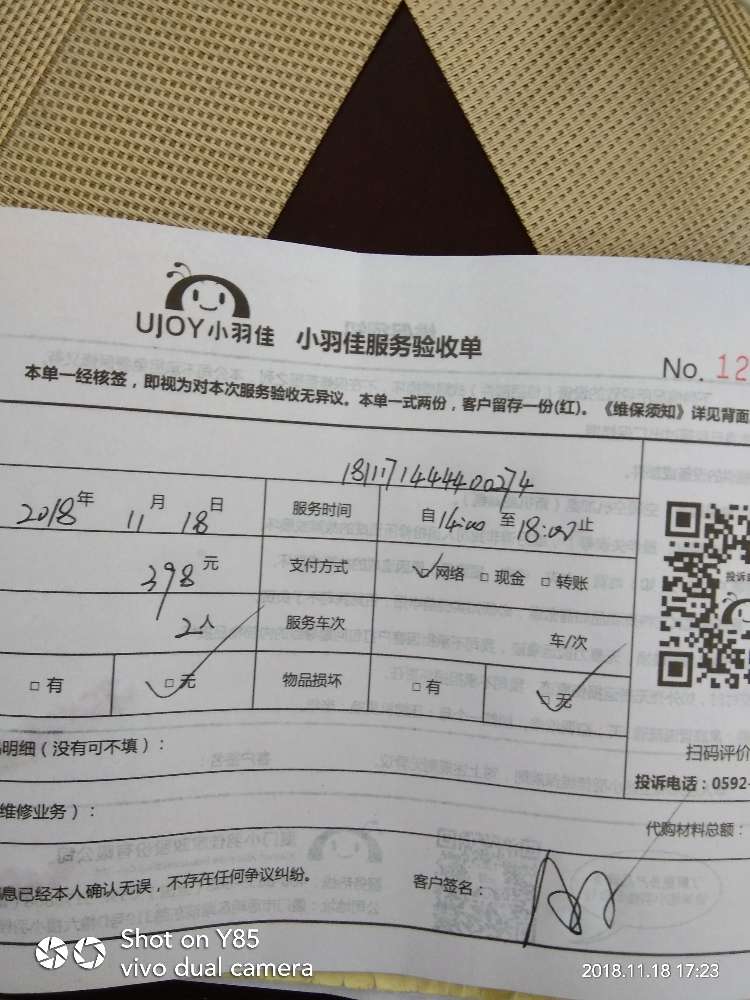 UJOY小羽佳 小羽佳服务验收单
No. 12
本单一经核签，即视为对本次服务验收无异议。本单一式两份，客户留存一份(红)。《维保须知》详见背面
181117144440 0274
2018年 11月 18日 服务时间 自14:00 至18:00止
398元 支付方式 网络 □ 现金 □ 转账
2人 服务车次 车/次
□ 有 □ 无 物品损坏 □ 有 □ 无
明细（没有可不填）：
扫码评价
投诉电话：0592-
维修业务）：
代购材料总额：
息已经本人确认无误，不存在任何争议纠纷。 客户签名：
Shot on Y85
vivo dual camera
2018.11.18 17:23